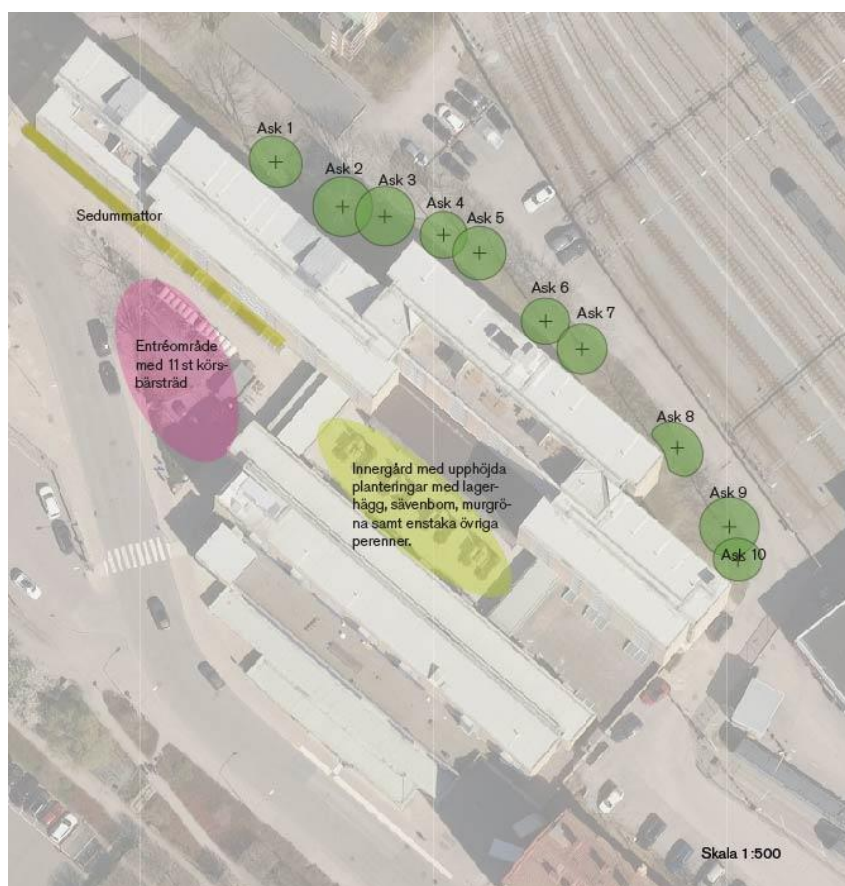 Ask 1
Ask 2
Ask 3
Ask 4
Ask 5
Sedummattor
Ask 6
Ask 7
Entréområde
med 11 st körs-
bärsträd
Ask 8
Innergård med upphöjda
planteringar med lager-
hägg, sävenbom, murgrö-
na samt enstaka övriga
perenner.
Ask 9
Ask 10
Skala 1:500